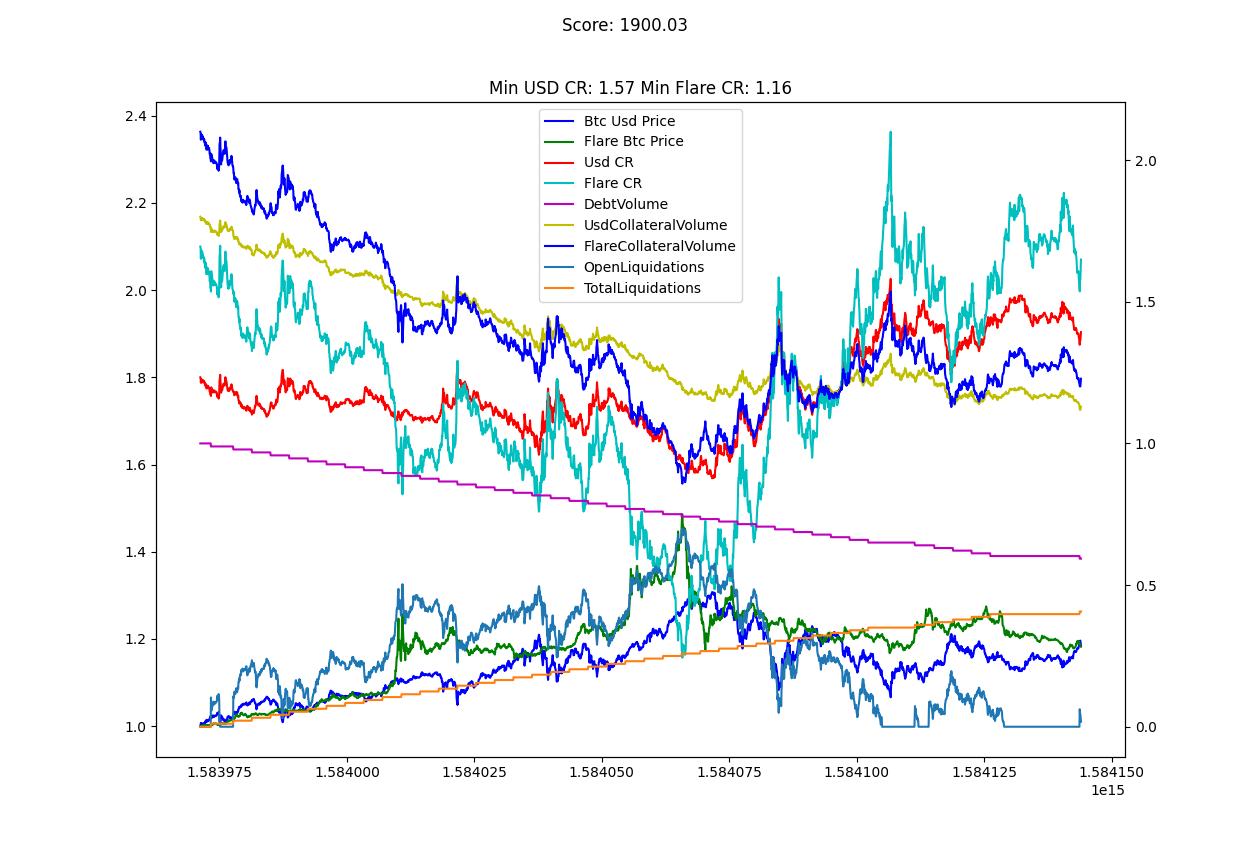 Score: 1900.03
Min USD CR: 1.57 Min Flare CR: 1.16
Btc Usd Price
Flare Btc Price
Usd CR
Flare CR
DebtVolume
UsdCollateralVolume
FlareCollateralVolume
OpenLiquidations
TotalLiquidations
2.4
2.2
2.0
1.8
1.6
1.4
1.2
1.0
2.0
1.5
1.0
0.5
0.0
1.583975 1.584000 1.584025 1.584050 1.584075 1.584100 1.584125 1.584150
1e15